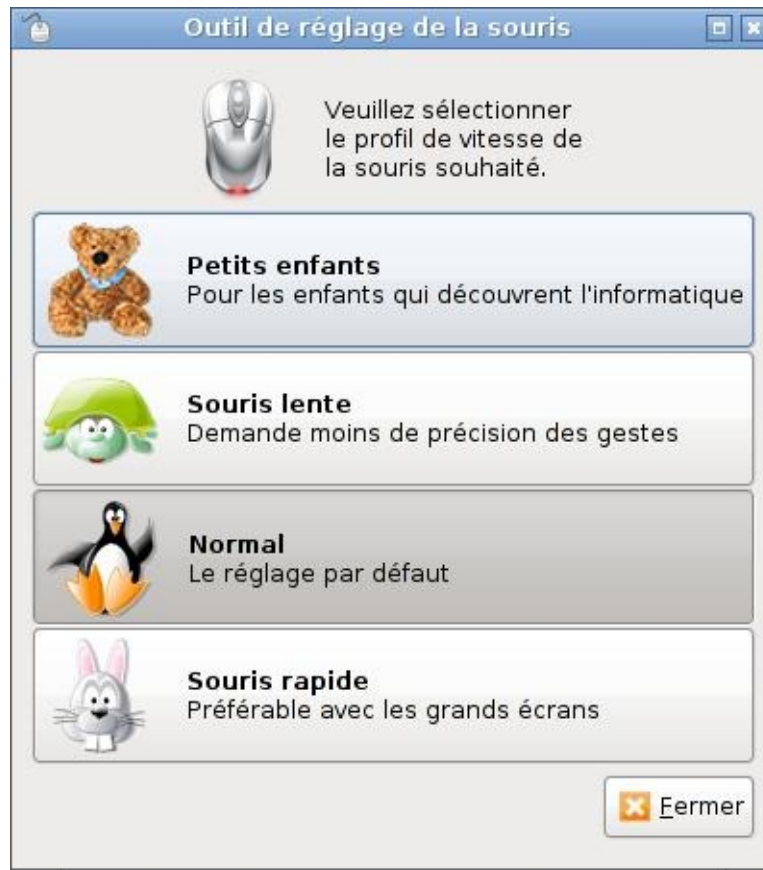 Outil de réglage de la souris
Veuillez sélectionner
le profil de vitesse de
la souris souhaité.
Petits enfants
Pour les enfants qui découvrent l'informatique
Souris lente
Demande moins de précision des gestes
Normal
Le réglage par défaut
Souris rapide
Préférable avec les grands écrans
Fermer